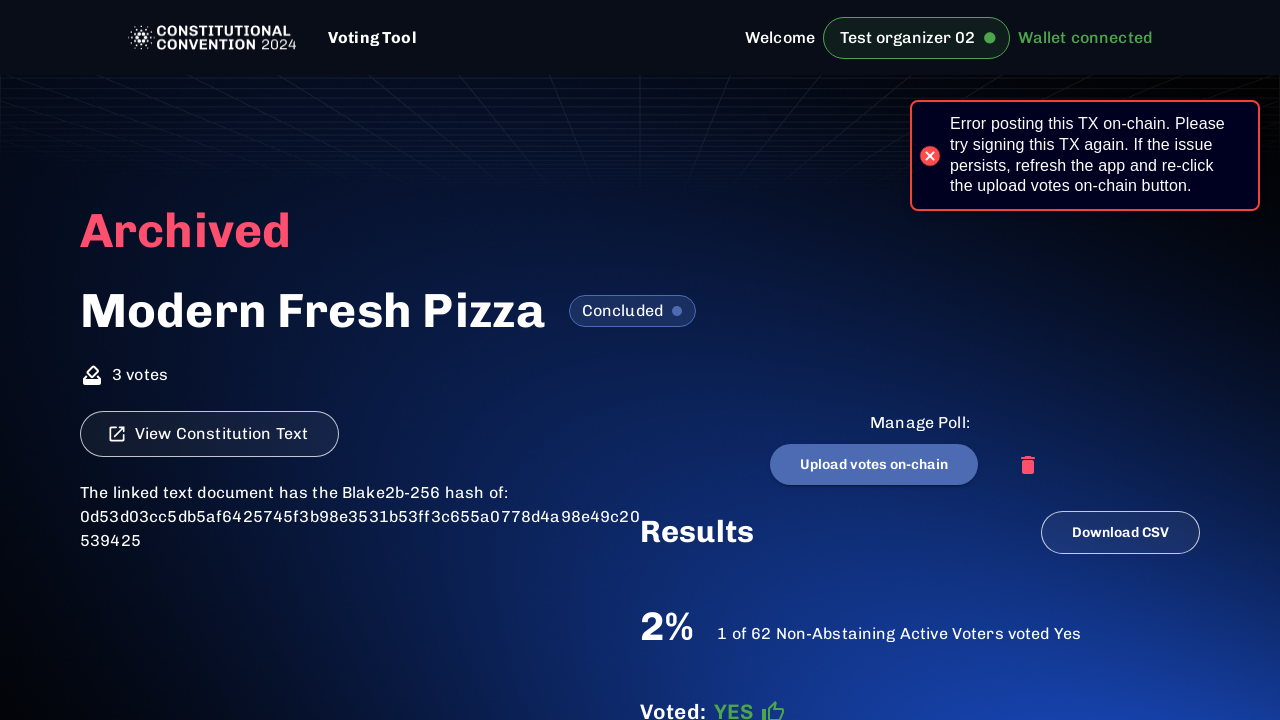 CONSTITUTIONAL
CONVENTION 2024
Voting Tool
Welcome
Test organizer 02
Wallet connected
Error posting this TX on-chain. Please
try signing this TX again. If the issue
persists, refresh the app and re-click
the upload votes on-chain button.
Archived
Modern Fresh Pizza
Concluded
3 votes
View Constitution Text
The linked text document has the Blake2b-256 hash of:
0d53d03cc5db5af6425745f3b98e3531b53ff3c655a0778d4a98e49c20
539425
Manage Poll:
Upload votes on-chain
Results
Download CSV
2%
1 of 62 Non-Abstaining Active Voters voted Yes
Voted: YES